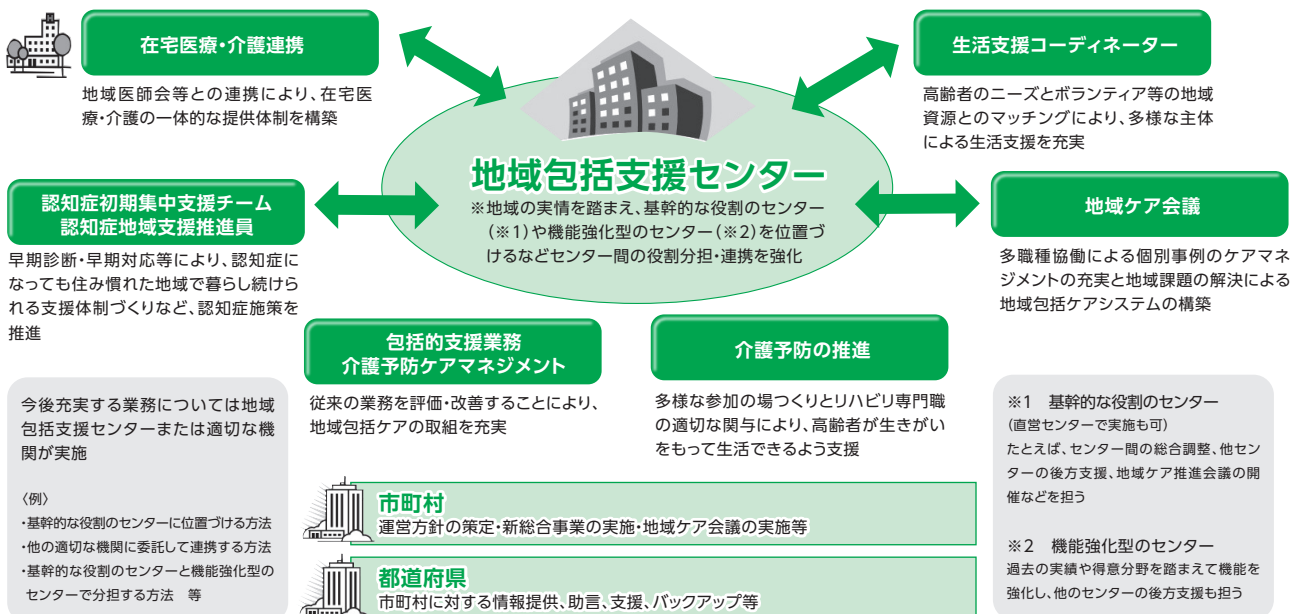 在宅医療・介護連携
地域医師会等との連携により、在宅医
療・介護の一体的な提供体制を構築
生活支援コーディネーター
高齢者のニーズとボランティア等の地域
資源とのマッチングにより、多様な主体
による生活支援を充実
地域包括支援センター
※地域の実情を踏まえ、基幹的な役割のセンター
（※1）や機能強化型のセンター（※2）を位置づ
けるなどセンター間の役割分担・連携を強化
認知症初期集中支援チーム
認知症地域支援推進員
早期診断・早期対応等により、認知症に
なっても住み慣れた地域で暮らし続けら
れる支援体制づくりなど、認知症施策を
推進
地域ケア会議
多職種協働による個別事例のケアマネ
ジメントの充実と地域課題の解決による
地域包括ケアシステムの構築
包括的支援業務
介護予防ケアマネジメント
従来の業務を評価・改善することにより、
地域包括ケアの取組を充実
介護予防の推進
多様な参加の場つくりとリハビリ専門職
の適切な関与により、高齢者が生きがい
をもって生活できるよう支援
今後充実する業務については地域
包括支援センターまたは適切な機
関が実施
〈例〉
・基幹的な役割のセンターに位置づける方法
・他の適切な機関に委託して連携する方法
・基幹的な役割のセンターと機能強化型の
センターで分担する方法　等
市町村
運営方針の策定・新総合事業の実施・地域ケア会議の実施等
都道府県
市町村に対する情報提供、助言、支援、バックアップ等
※1　基幹的な役割のセンター
（直営センターで実施も可）
たとえば、センター間の総合調整、他セン
ターの後方支援、地域ケア推進会議の開
催などを担う
※2　機能強化型のセンター
過去の実績や得意分野を踏まえて機能を
強化し、他のセンターの後方支援も担う